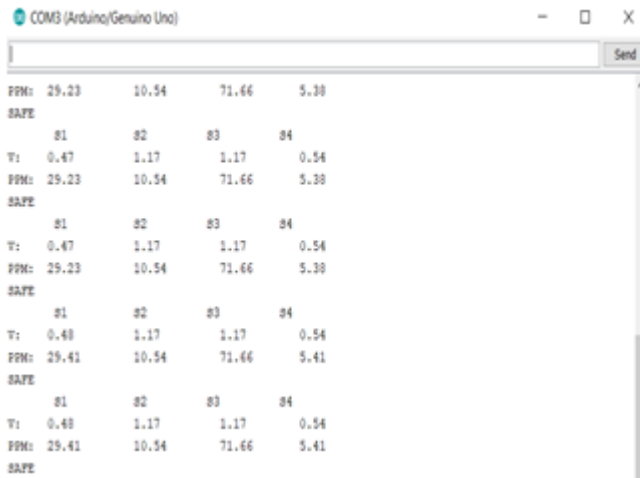 COM3 (Arduino/Genuino Uno)
Send
PPM: 29.23 10.54 71.66 5.38
SAFE
S1 S2 S3 S4
V: 0.47 1.17 1.17 0.54
PPM: 29.23 10.54 71.66 5.38
SAFE
S1 S2 S3 S4
V: 0.47 1.17 1.17 0.54
PPM: 29.23 10.54 71.66 5.38
SAFE
S1 S2 S3 S4
V: 0.48 1.17 1.17 0.54
PPM: 29.41 10.54 71.66 5.41
SAFE
S1 S2 S3 S4
V: 0.48 1.17 1.17 0.54
PPM: 29.41 10.54 71.66 5.41
SAFE